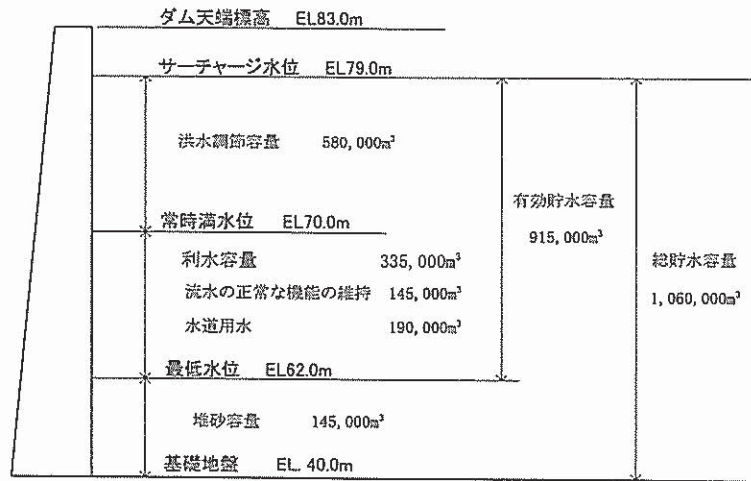 ダム天端標高 EL83.0m
サーチャージ水位 EL79.0m
洪水調節容量 580,000m³
有効貯水容量
915,000m³
常時満水位 EL70.0m
利水容量 335,000m³
総貯水容量
流水の正常な機能の維持 145,000m³
1,060,000m³
水道用水 190,000m³
最低水位 EL62.0m
堆砂容量 145,000m³
基礎地盤 EL. 40.0m